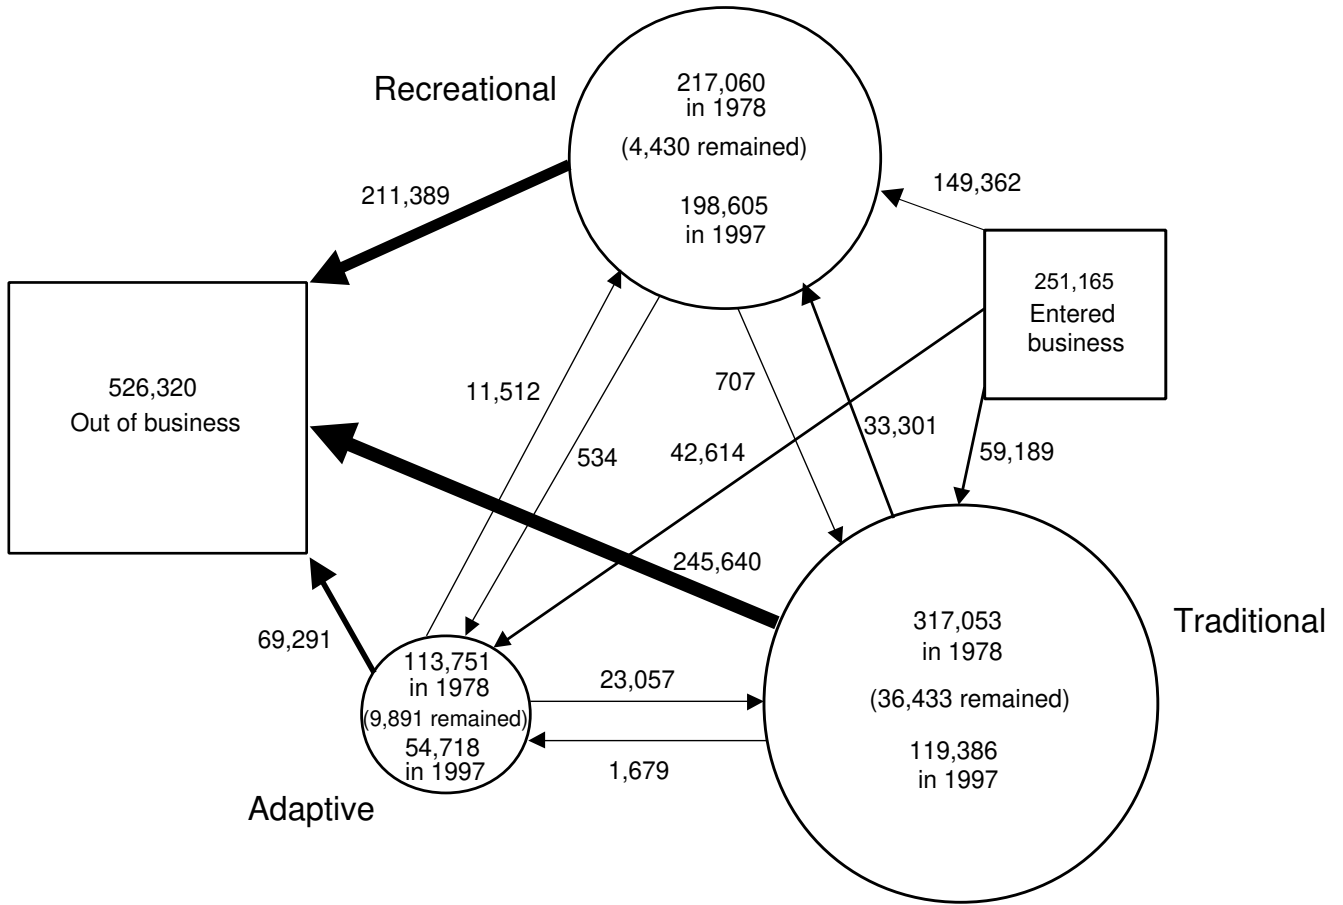 Recreational
217,060
in 1978
(4,430 remained)
198,605
in 1997
211,389
149,362
251,165
Entered
business
526,320
Out of business
11,512
534
707
42,614
33,301
59,189
245,640
69,291
113,751
in 1978
(9,891 remained)
54,718
in 1997
Adaptive
23,057
1,679
317,053
in 1978
(36,433 remained)
119,386
in 1997
Traditional